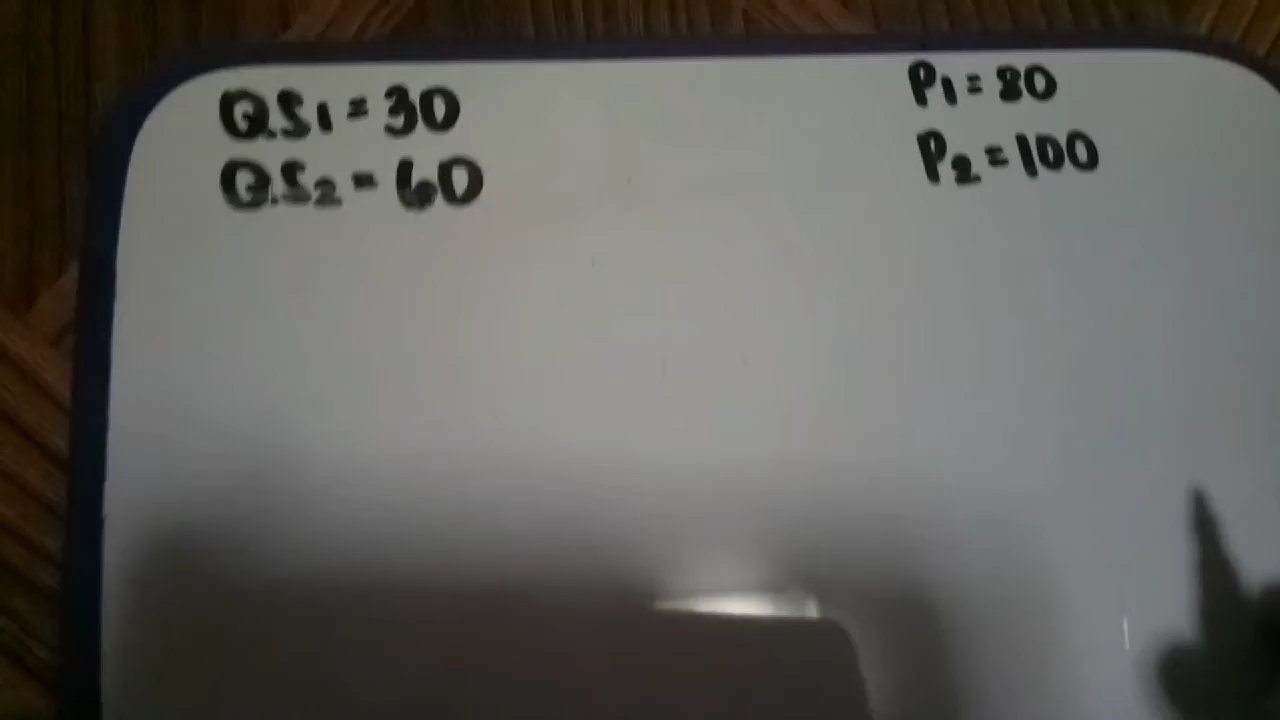 QS1 = 30
QS2 = 60
P1 = 80
P2 = 100